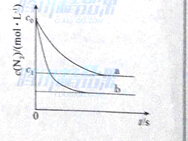 c(N₂)/(mol·L⁻¹)
c₀
c₁
a
b
0
t/s